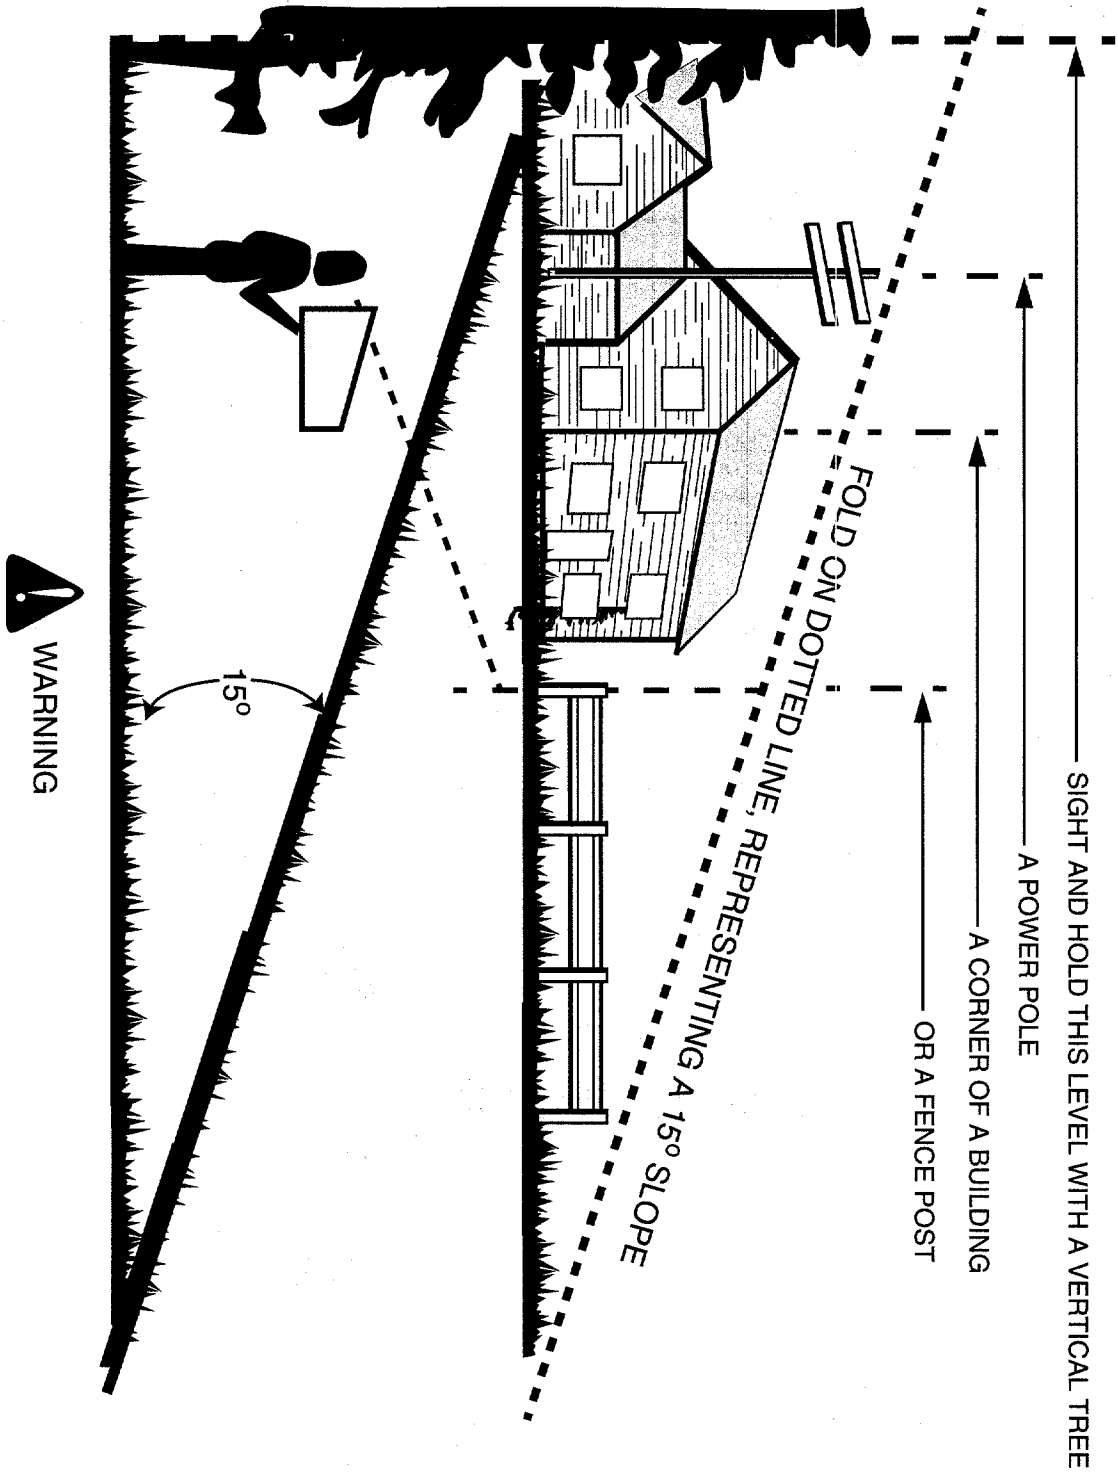 SIGHT AND HOLD THIS LEVEL WITH A VERTICAL TREE
A POWER POLE
A CORNER OF A BUILDING
OR A FENCE POST
FOLD ON DOTTED LINE, REPRESENTING A 15° SLOPE
15°
WARNING